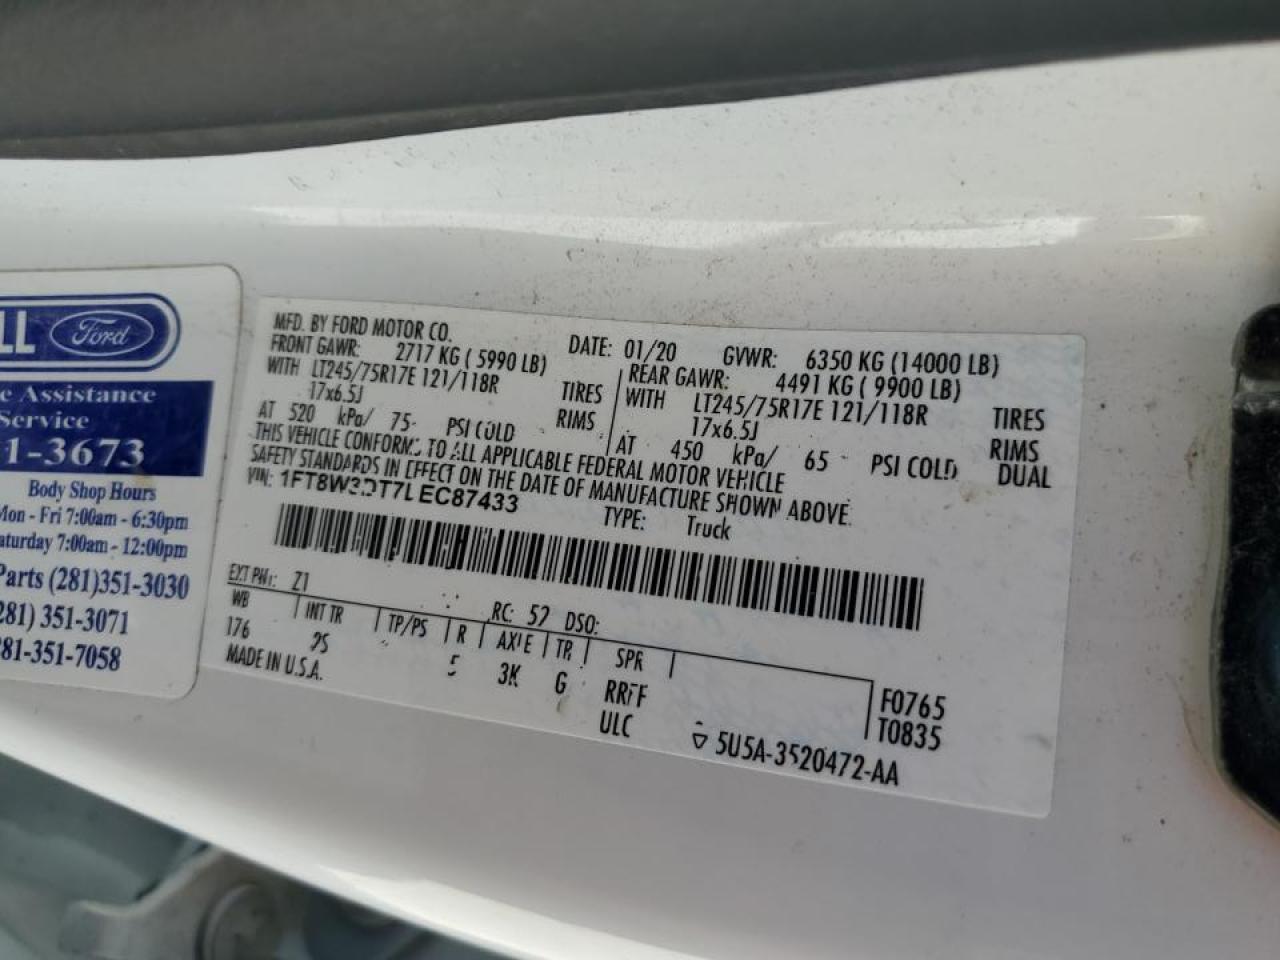 LL Ford
e Assistance
Service
1-3673
Body Shop Hours
Mon - Fri 7:00am - 6:30pm
aturday 7:00am - 12:00pm
Parts (281)351-3030
281) 351-3071
81-351-7058
MFD. BY FORD MOTOR CO.
DATE: 01/20 GVWR: 6350 KG (14000 LB)
FRONT GAWR: 2717 KG ( 5990 LB)
WITH LT245/75R17E 121/118R TIRES
17x6.5J RIMS
AT 520 kPa/ 75 PSI COLD
REAR GAWR: 4491 KG ( 9900 LB)
WITH LT245/75R17E 121/118R TIRES
17x6.5J RIMS
AT 450 kPa/ 65 PSI COLD DUAL
THIS VEHICLE CONFORMS TO ALL APPLICABLE FEDERAL MOTOR VEHICLE
SAFETY STANDARDS IN EFFECT ON THE DATE OF MANUFACTURE SHOWN ABOVE.
VIN: 1FT8W3DT7LEC87433
TYPE: Truck
EXT PNT: Z1
RC: 52 DSO:
WB INT TR TP/PS R AXLE TR SPR
176 5 3K G RRFF
F0765
MADE IN U.S.A. ULC
T0835
5U5A-3520472-AA